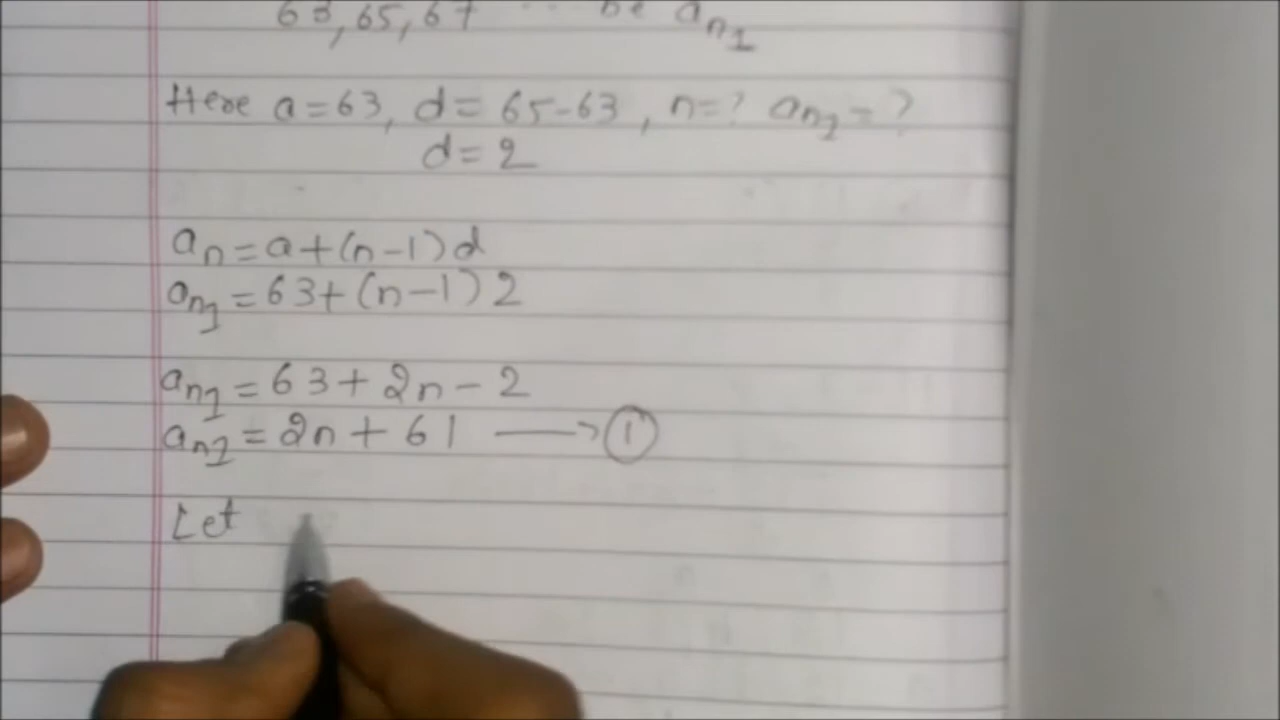 63, 65, 67 ... be an1
Here a = 63, d = 65-63, n=? an1 = ?
d = 2
an = a + (n-1)d
an1 = 63 + (n-1) 2
an1 = 63 + 2n - 2
an1 = 2n + 61 → ①
Let